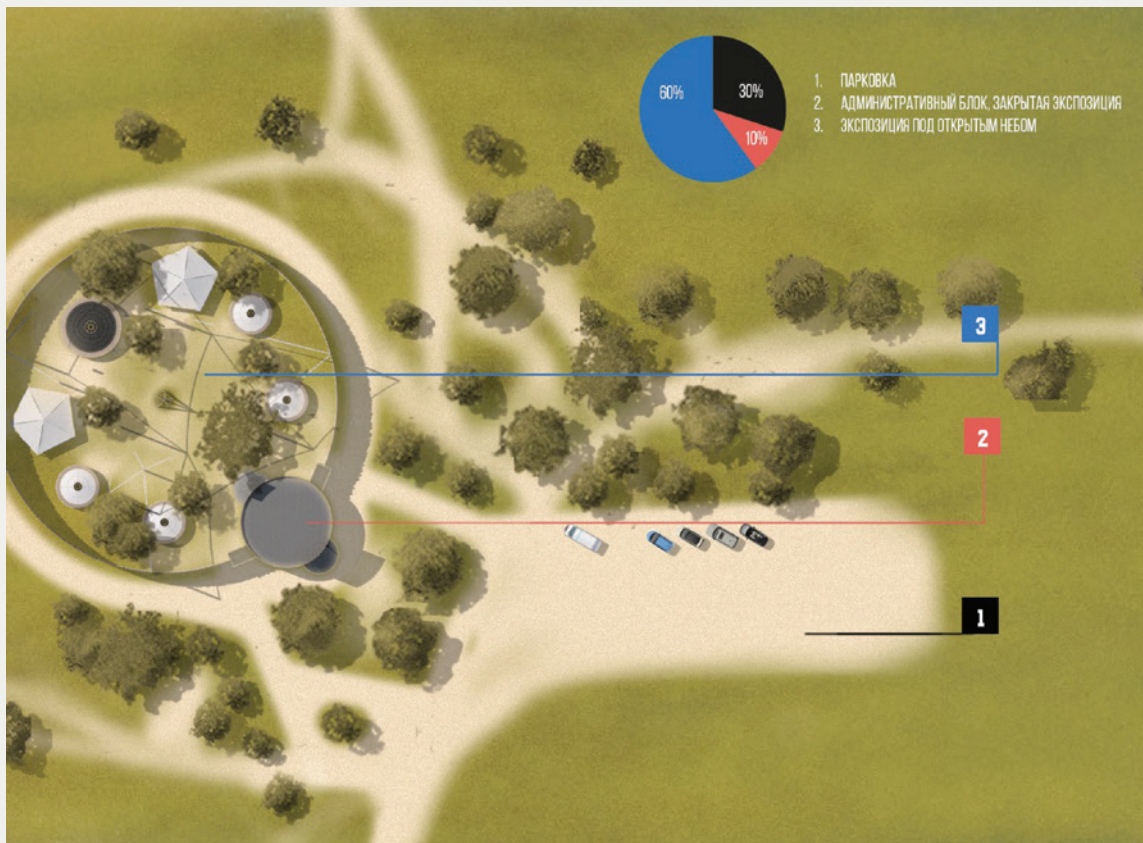 60%
30%
10%
1. ПАРКОВКА
2. АДМИНИСТРАТИВНЫЙ БЛОК, ЗАКРЫТАЯ ЭКСПОЗИЦИЯ
3. ЭКСПОЗИЦИЯ ПОД ОТКРЫТЫМ НЕБОМ
3
2
1